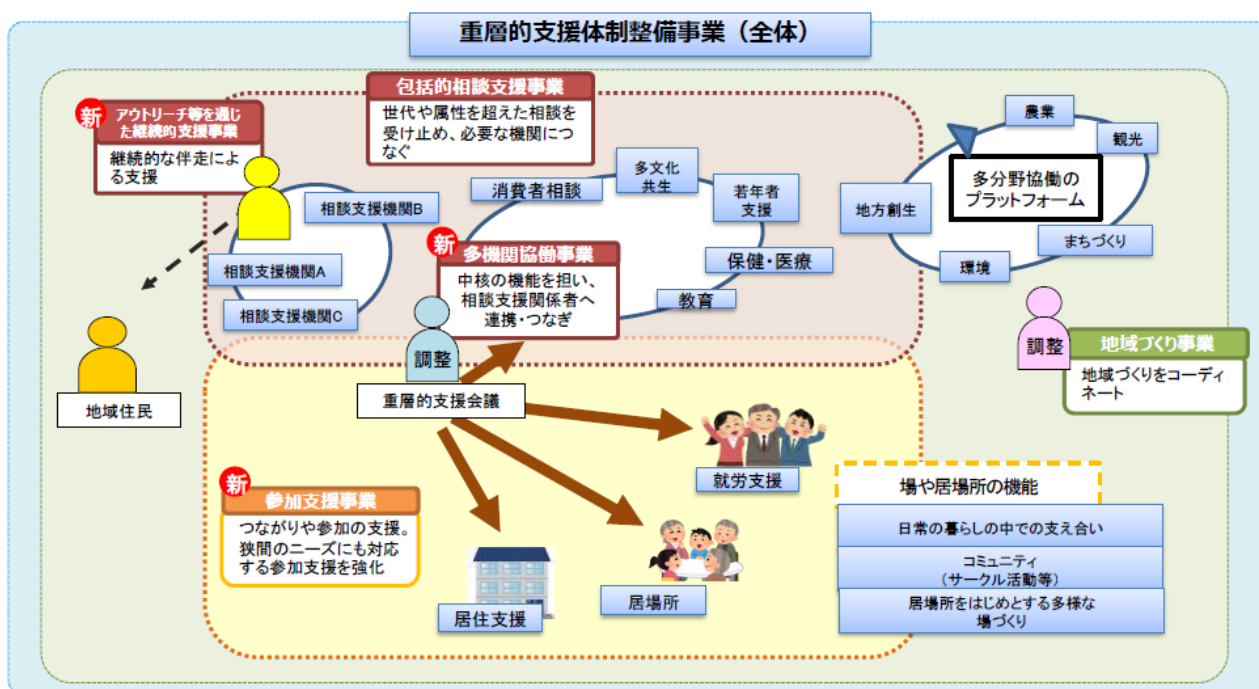 重層的支援体制整備事業（全体）
新
アウトリーチ等を通じ
た継続的支援事業
継続的な伴走によ
る支援
包括的相談支援事業
世代や属性を超えた相談を
受け止め、必要な機関につ
なぐ
相談支援機関B
相談支援機関A
相談支援機関C
消費者相談
多文化
共生
若年者
支援
保健・医療
教育
新
多機関協働事業
中核の機能を担い、
相談支援関係者へ
連携・つなぎ
調整
重層的支援会議
農業
観光
多分野協働の
プラットフォーム
地方創生
まちづくり
環境
調整
地域づくり事業
地域づくりをコーディ
ネート
地域住民
新
参加支援事業
つながりや参加の支援。
狭間のニーズにも対応
する参加支援を強化
就労支援
居場所
居住支援
場や居場所の機能
日常の暮らしの中での支え合い
コミュニティ
（サークル活動等）
居場所をはじめとする多様な
場づくり